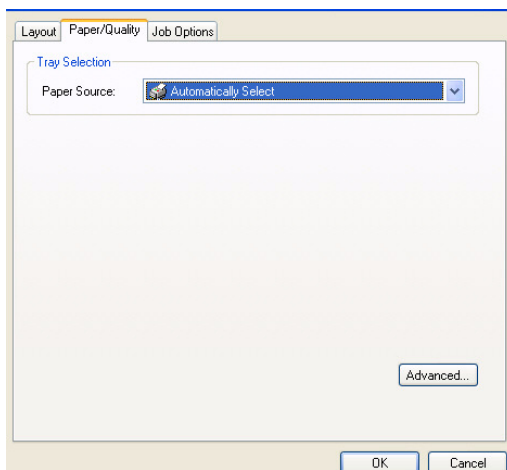 Layout Paper/Quality Job Options
Tray Selection
Paper Source: Automatically Select
Advanced...
OK Cancel